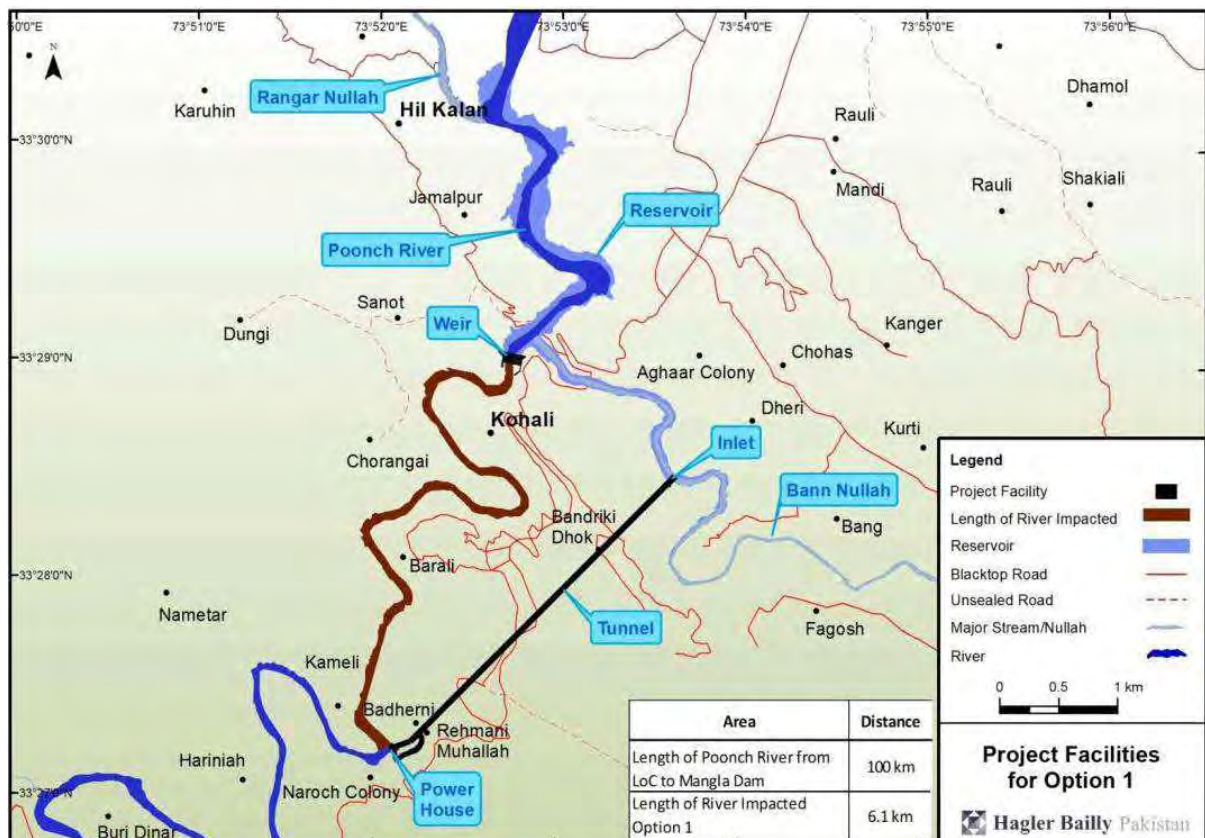 50'0"E
73°51'0"E
73°52'0"E
73°53'0"E
73°54'0"E
73°55'0"E
73°56'0"E
N
Rangar Nullah
Karuhin
Hil Kalan
Dhamol
Rauli
33°30'0"N
Mandi
Rauli
Shakiali
Jamalpur
Reservoir
Poonch River
Sanot
Dungi
Weir
Kanger
33°29'0"N
Aghaar Colony
Chohas
Dheri
Kohali
Kurti
Chorangai
Inlet
Bann Nullah
Bandriki
Dhok
Bang
Barali
33°28'0"N
Nametar
Tunnel
Fagosh
Kameli
Badherni
Rehmani
Muhallah
Hariniah
Naroch Colony
Power
House
33°27'0"N
Buri Dinar
Legend
Project Facility
Length of River Impacted
Reservoir
Blacktop Road
Unsealed Road
Major Stream/Nullah
River
0 0.5 1 km
Area Distance
Length of Poonch River from
LoC to Mangla Dam 100 km
Length of River Impacted
Option 1 6.1 km
Project Facilities
for Option 1
Hagler Bailly Pakistan